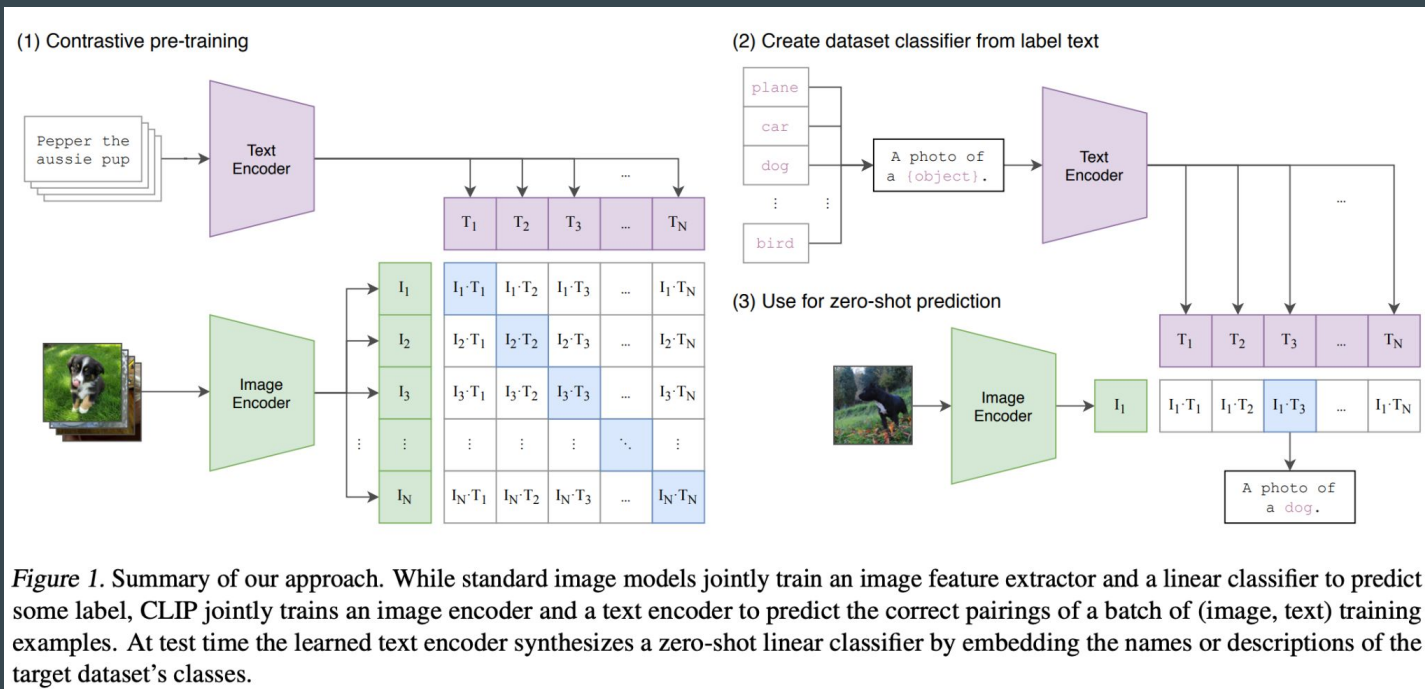 (1) Contrastive pre-training
Pepper the
aussie pup
Text
Encoder
...
T1 T2 T3 ... TN
Image
Encoder
⋮ ⋮
I1 I1·T1 I1·T2 I1·T3 ... I1·TN
I2 I2·T1 I2·T2 I2·T3 ... I2·TN
I3 I3·T1 I3·T2 I3·T3 ... I3·TN
⋮ ⋮ ⋮ ⋮ ⋱ ⋮
IN IN·T1 IN·T2 IN·T3 ... IN·TN
(2) Create dataset classifier from label text
plane
car
dog
⋮ ⋮
bird
A photo of
a {object}.
Text
Encoder
...
(3) Use for zero-shot prediction
T1 T2 T3 ... TN
Image
Encoder
I1 I1·T1 I1·T2 I1·T3 ... I1·TN
A photo of
a dog.
Figure 1. Summary of our approach. While standard image models jointly train an image feature extractor and a linear classifier to predict
some label, CLIP jointly trains an image encoder and a text encoder to predict the correct pairings of a batch of (image, text) training
examples. At test time the learned text encoder synthesizes a zero-shot linear classifier by embedding the names or descriptions of the
target dataset's classes.